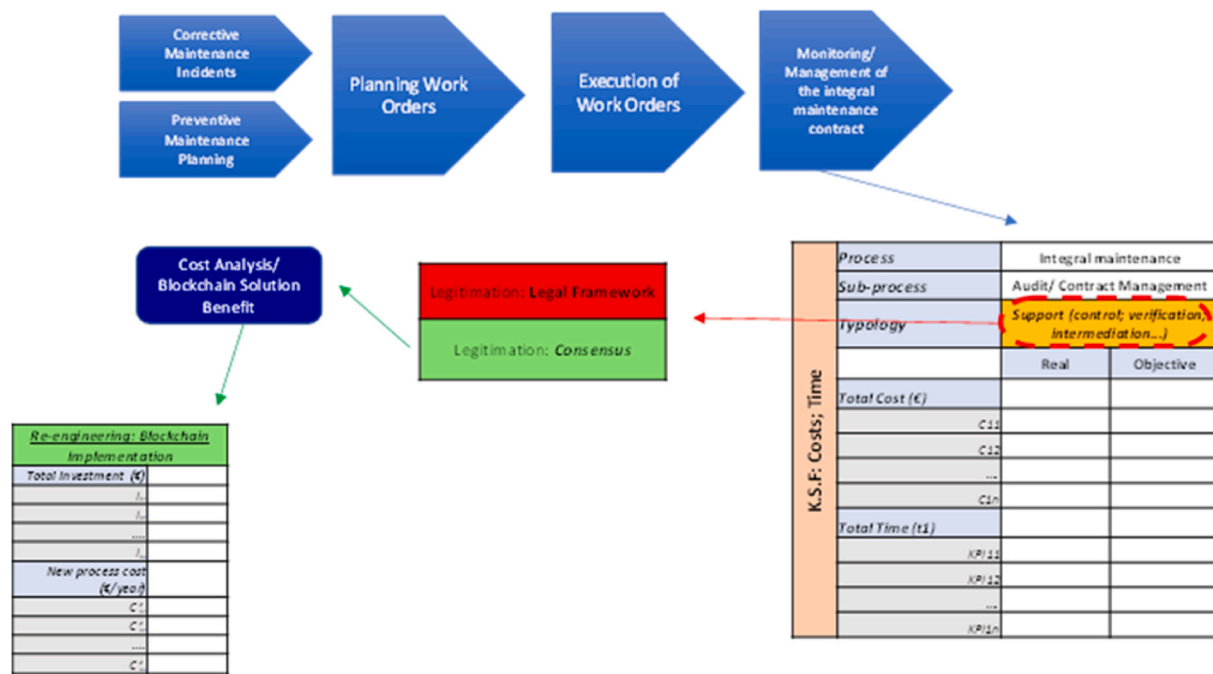 Corrective
Maintenance
Incidents
Preventive
Maintenance
Planning
Planning Work
Orders
Execution of
Work Orders
Monitoring/
Management of
the integral
maintenance
contract
Cost Analysis/
Blockchain Solution
Benefit
Legitimation: Legal Framework
Legitimation: Consensus
K.S.F: Costs; Time
Process Integral maintenance
Sub-process Audit/ Contract Management
Typology
Support (control; verification,
intermediation...)
Real Objective
Total Cost (€)
C11
C12
...
C1n
Total Time (t1)
KPI11
KPI12
...
KPI1n
Re-engineering: Blockchain
Implementation
Total Investment (€)
I..
I..
....
I..
New process cost
(€/year)
C'..
C'..
....
C'..